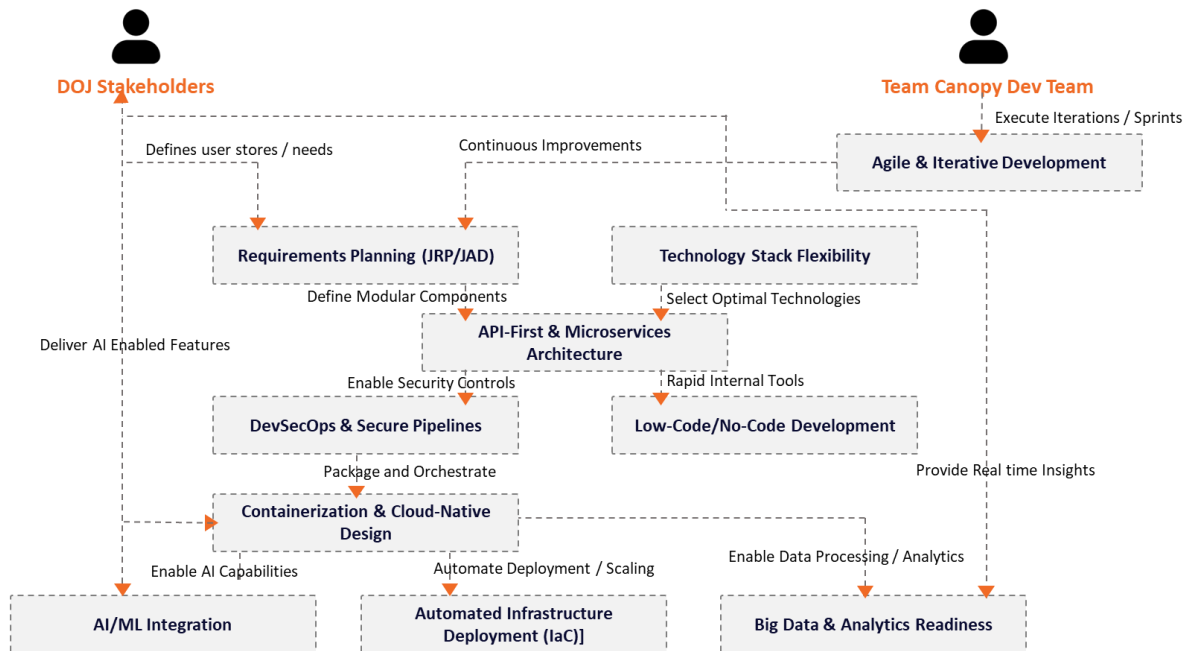 DOJ Stakeholders
Team Canopy Dev Team
Execute Iterations / Sprints
Defines user stores / needs
Continuous Improvements
Agile & Iterative Development
Requirements Planning (JRP/JAD)
Technology Stack Flexibility
Define Modular Components
Select Optimal Technologies
API-First & Microservices
Architecture
Deliver AI Enabled Features
Enable Security Controls
Rapid Internal Tools
DevSecOps & Secure Pipelines
Low-Code/No-Code Development
Package and Orchestrate
Provide Real time Insights
Containerization & Cloud-Native
Design
Enable AI Capabilities
Automate Deployment / Scaling
Enable Data Processing / Analytics
AI/ML Integration
Automated Infrastructure
Deployment (IaC)]
Big Data & Analytics Readiness